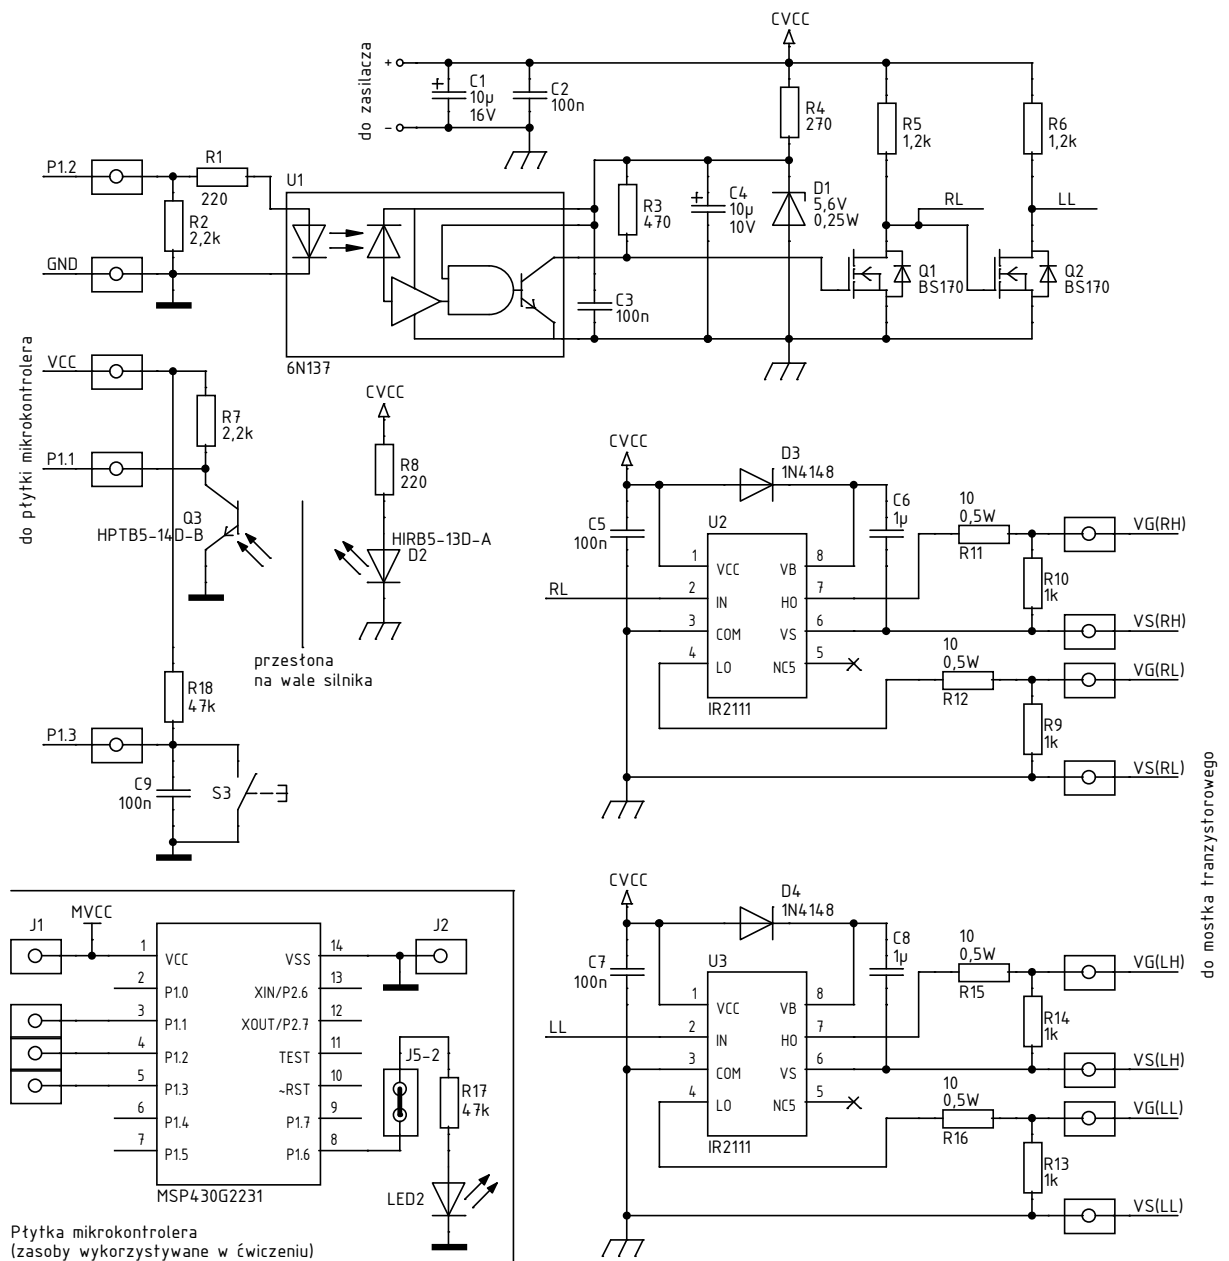 CVCC
do zasilacza
+
–
C1
10µ
16V
C2
100n
R4
270
R5
1,2k
R6
1,2k
P1.2
R1
220
R2
2,2k
GND
U1
6N137
R3
470
C4
10µ
10V
D1
5,6V
0,25W
RL
LL
C3
100n
Q1
BS170
Q2
BS170
do płytki mikrokontrolera
VCC
R7
2,2k
P1.1
Q3
HPTB5-14D-B
CVCC
R8
220
HIRB5-13D-A
D2
przesłona
na wale silnika
R18
47k
P1.3
C9
100n
S3
CVCC
D3
1N4148
C5
100n
U2
C6
1µ
10
0,5W
R11
VG(RH)
1
VCC
VB
8
RL
2
IN
HO
7
R10
1k
3
COM
VS
6
VS(RH)
4
LO
NC5
5
IR2111
10
0,5W
R12
VG(RL)
R9
1k
VS(RL)
do mostka tranzystorowego
CVCC
D4
1N4148
C7
100n
U3
C8
1µ
10
0,5W
R15
VG(LH)
1
VCC
VB
8
LL
2
IN
HO
7
R14
1k
3
COM
VS
6
VS(LH)
4
LO
NC5
5
IR2111
10
0,5W
R16
VG(LL)
R13
1k
VS(LL)
J1
MVCC
J2
1
VCC
VSS
14
2
P1.0
XIN/P2.6
13
3
P1.1
XOUT/P2.7
12
4
P1.2
TEST
11
5
P1.3
~RST
10
6
P1.4
P1.7
9
7
P1.5
P1.6
8
MSP430G2231
J5-2
R17
47k
LED2
Płytka mikrokontrolera
(zasoby wykorzystywane w ćwiczeniu)